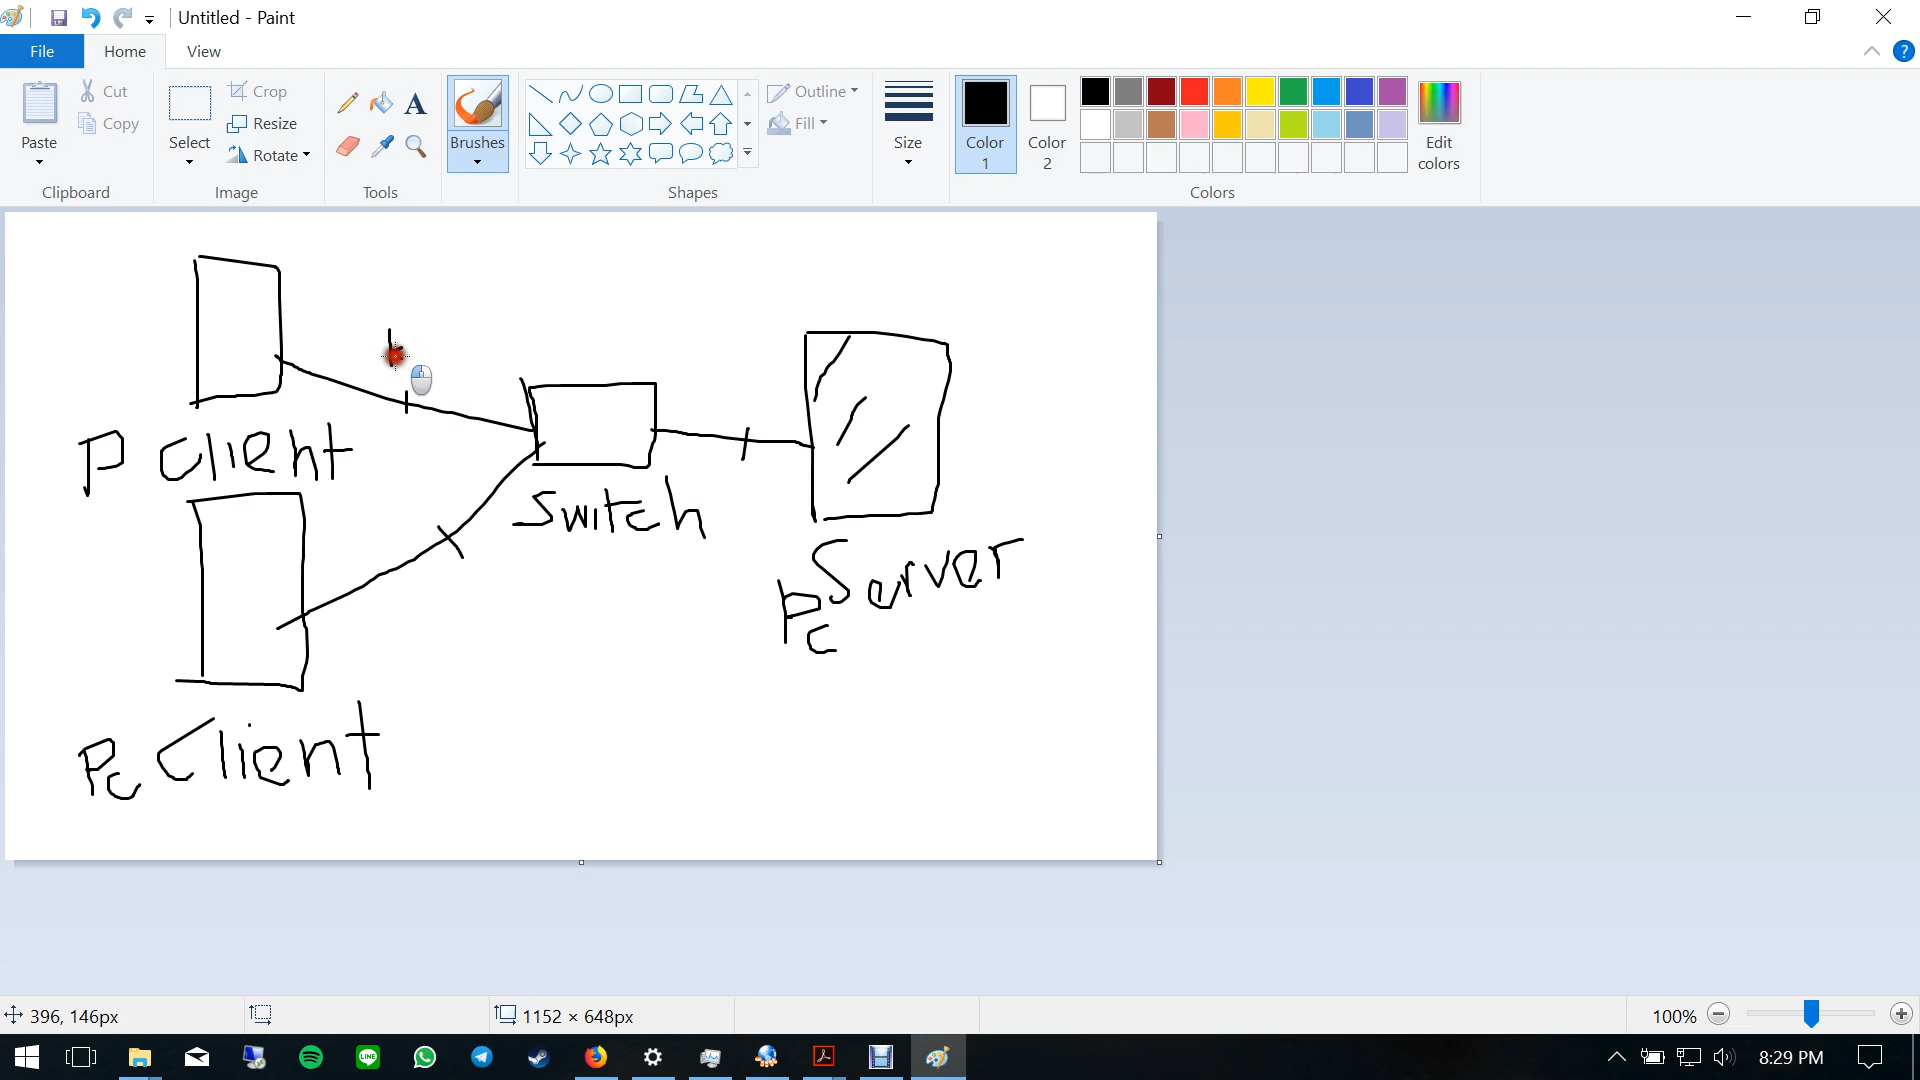 Untitled - Paint
File
Home
View
Paste
Cut
Copy
Clipboard
Select
Crop
Resize
Rotate
Image
Tools
Brushes
Shapes
Outline
Fill
Size
Color 1
Color 2
Edit colors
Colors
P Client
Switch
Pc Server
Pc Client
396, 146px
1152 × 648px
100%
8:29 PM